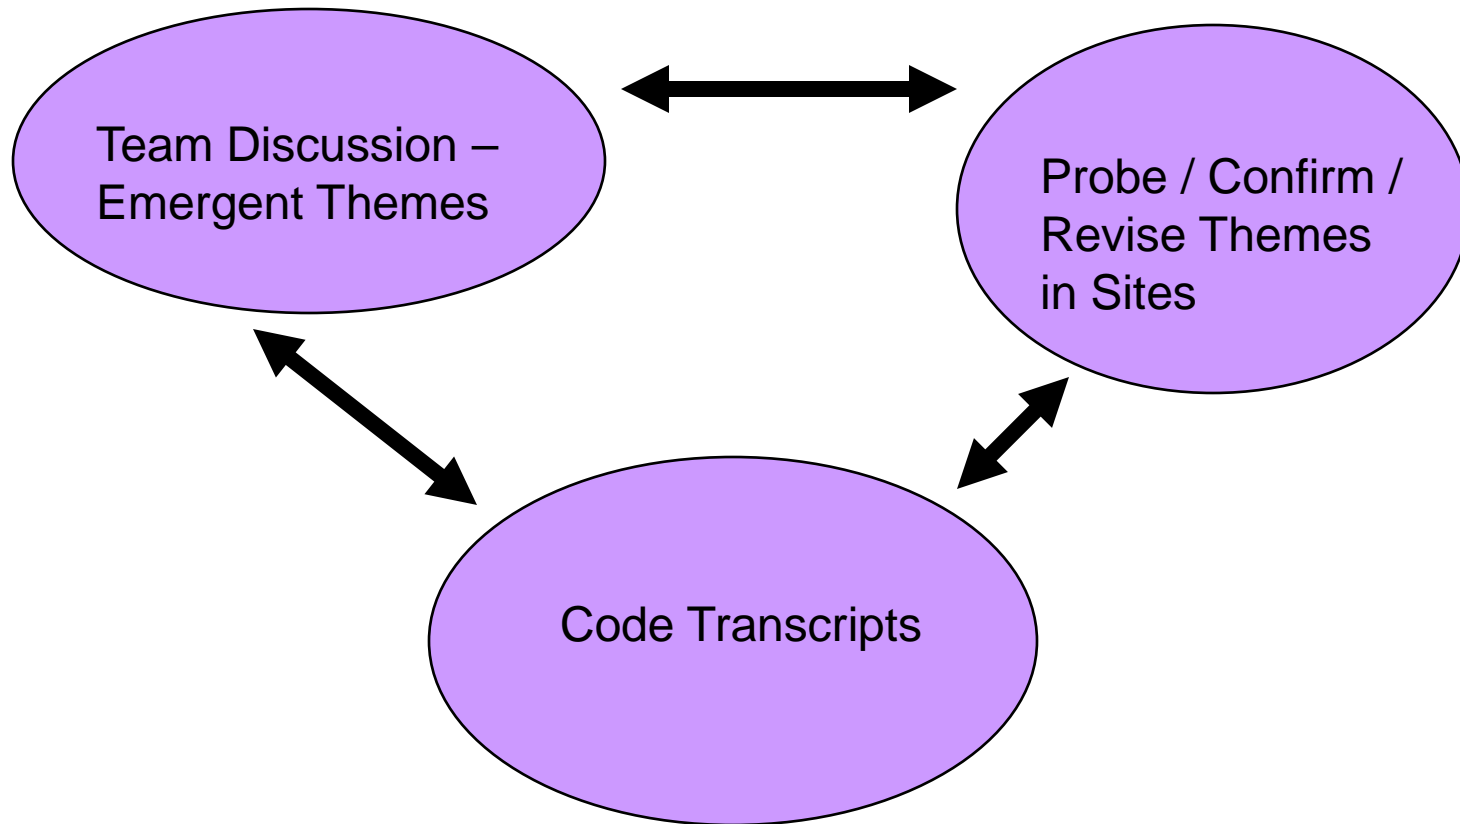 Team Discussion –
Emergent Themes
Probe / Confirm /
Revise Themes
in Sites
Code Transcripts